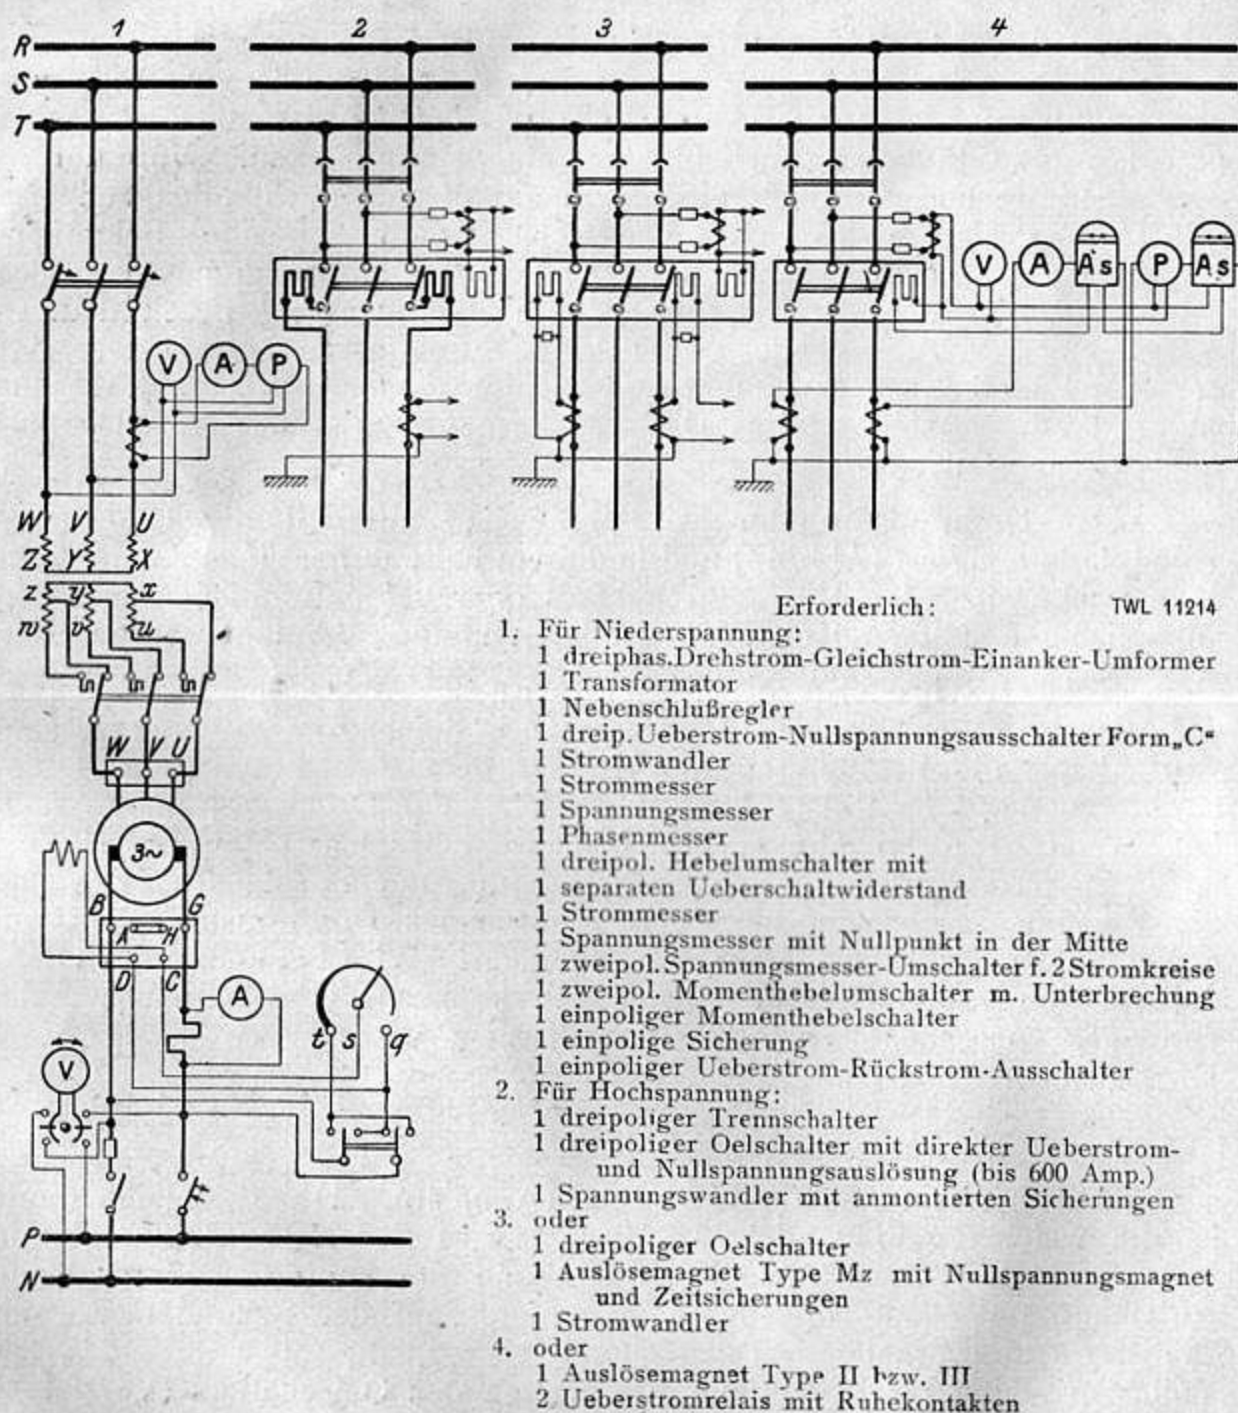 1 2 3 4
R
S
T
V A P
V A As P As
W V U
Z Y X
z y x
w v u
W V U
3~
B G
A H
D C
A
t s q
V
P
N
Erforderlich: TWL 11214
1. Für Niederspannung:
1 dreiphas.Drehstrom-Gleichstrom-Einanker-Umformer
1 Transformator
1 Nebenschlußregler
1 dreip. Ueberstrom-Nullspannungsausschalter Form„C“
1 Stromwandler
1 Strommesser
1 Spannungsmesser
1 Phasenmesser
1 dreipol. Hebelumschalter mit
1 separaten Ueberschaltwiderstand
1 Strommesser
1 Spannungsmesser mit Nullpunkt in der Mitte
1 zweipol. Spannungsmesser-Umschalter f. 2 Stromkreise
1 zweipol. Momenthebelumschalter m. Unterbrechung
1 einpoliger Momenthebelschalter
1 einpolige Sicherung
1 einpoliger Ueberstrom-Rückstrom-Ausschalter
2. Für Hochspannung:
1 dreipoliger Trennschalter
1 dreipoliger Oelschalter mit direkter Ueberstrom-
und Nullspannungsauslösung (bis 600 Amp.)
1 Spannungswandler mit anmontierten Sicherungen
3. oder
1 dreipoliger Oelschalter
1 Auslösemagnet Type Mz mit Nullspannungsmagnet
und Zeitsicherungen
1 Stromwandler
4. oder
1 Auslösemagnet Type II bzw. III
2 Ueberstromrelais mit Ruhekontakten